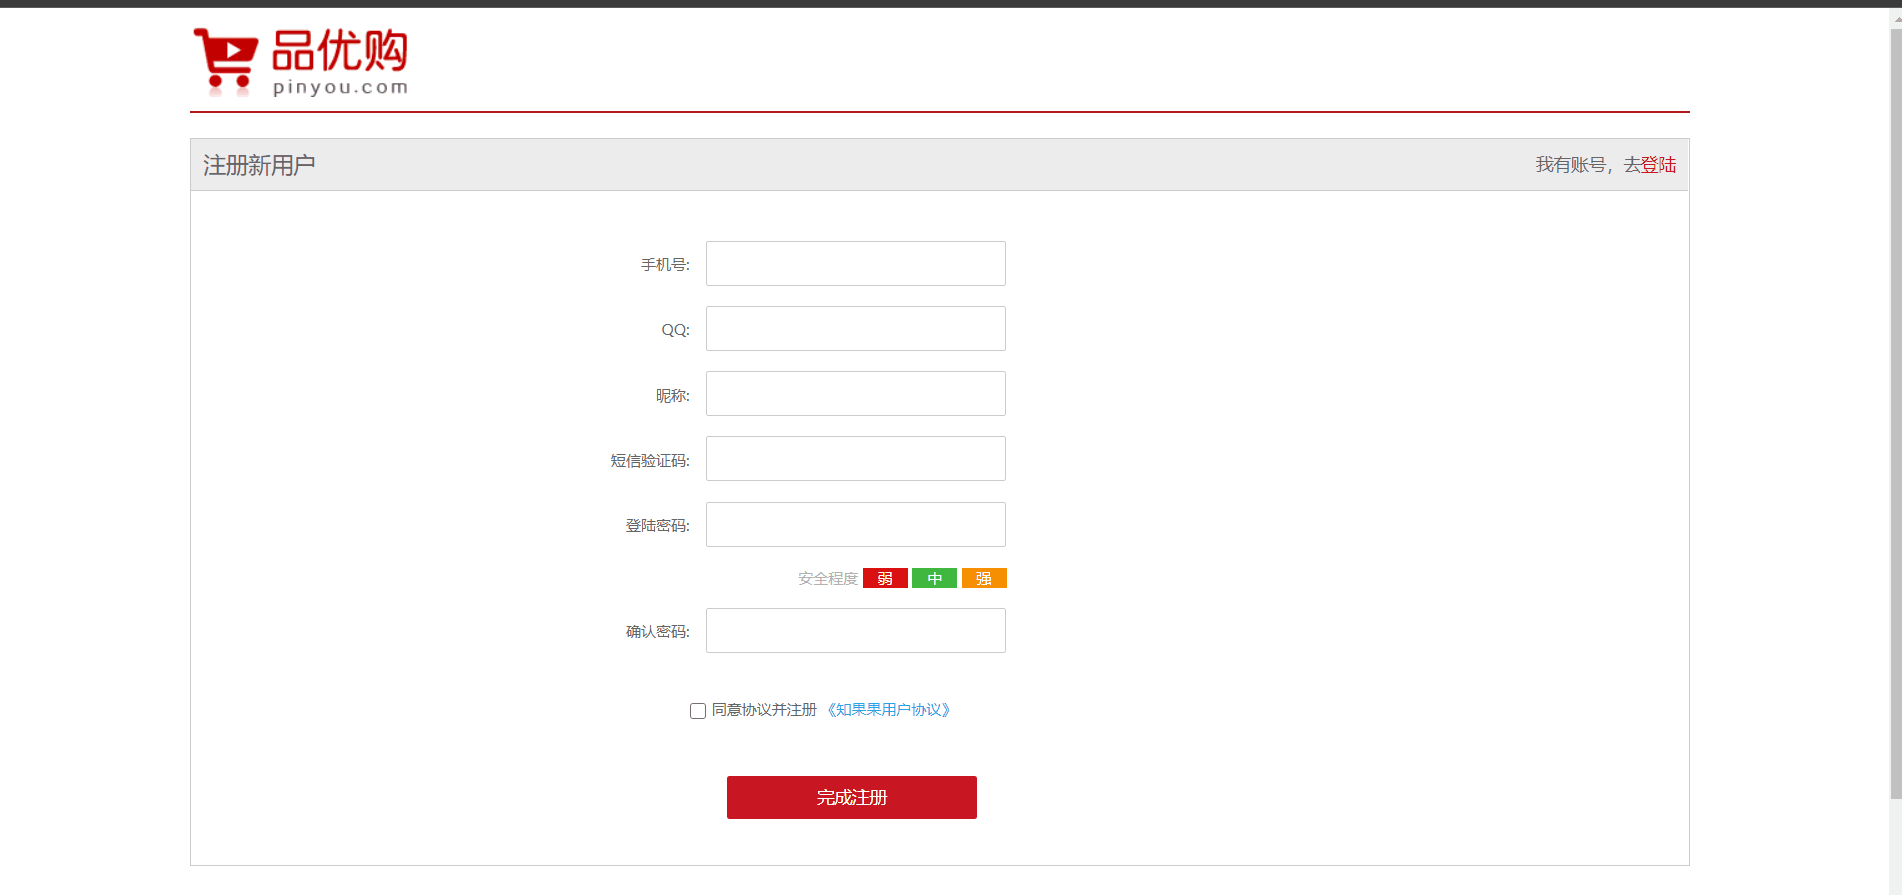 品优购
pinyou.com
注册新用户
我有账号，去登陆
手机号:
QQ:
昵称:
短信验证码:
登陆密码:
安全程度 弱 中 强
确认密码:
同意协议并注册 《知果果用户协议》
完成注册